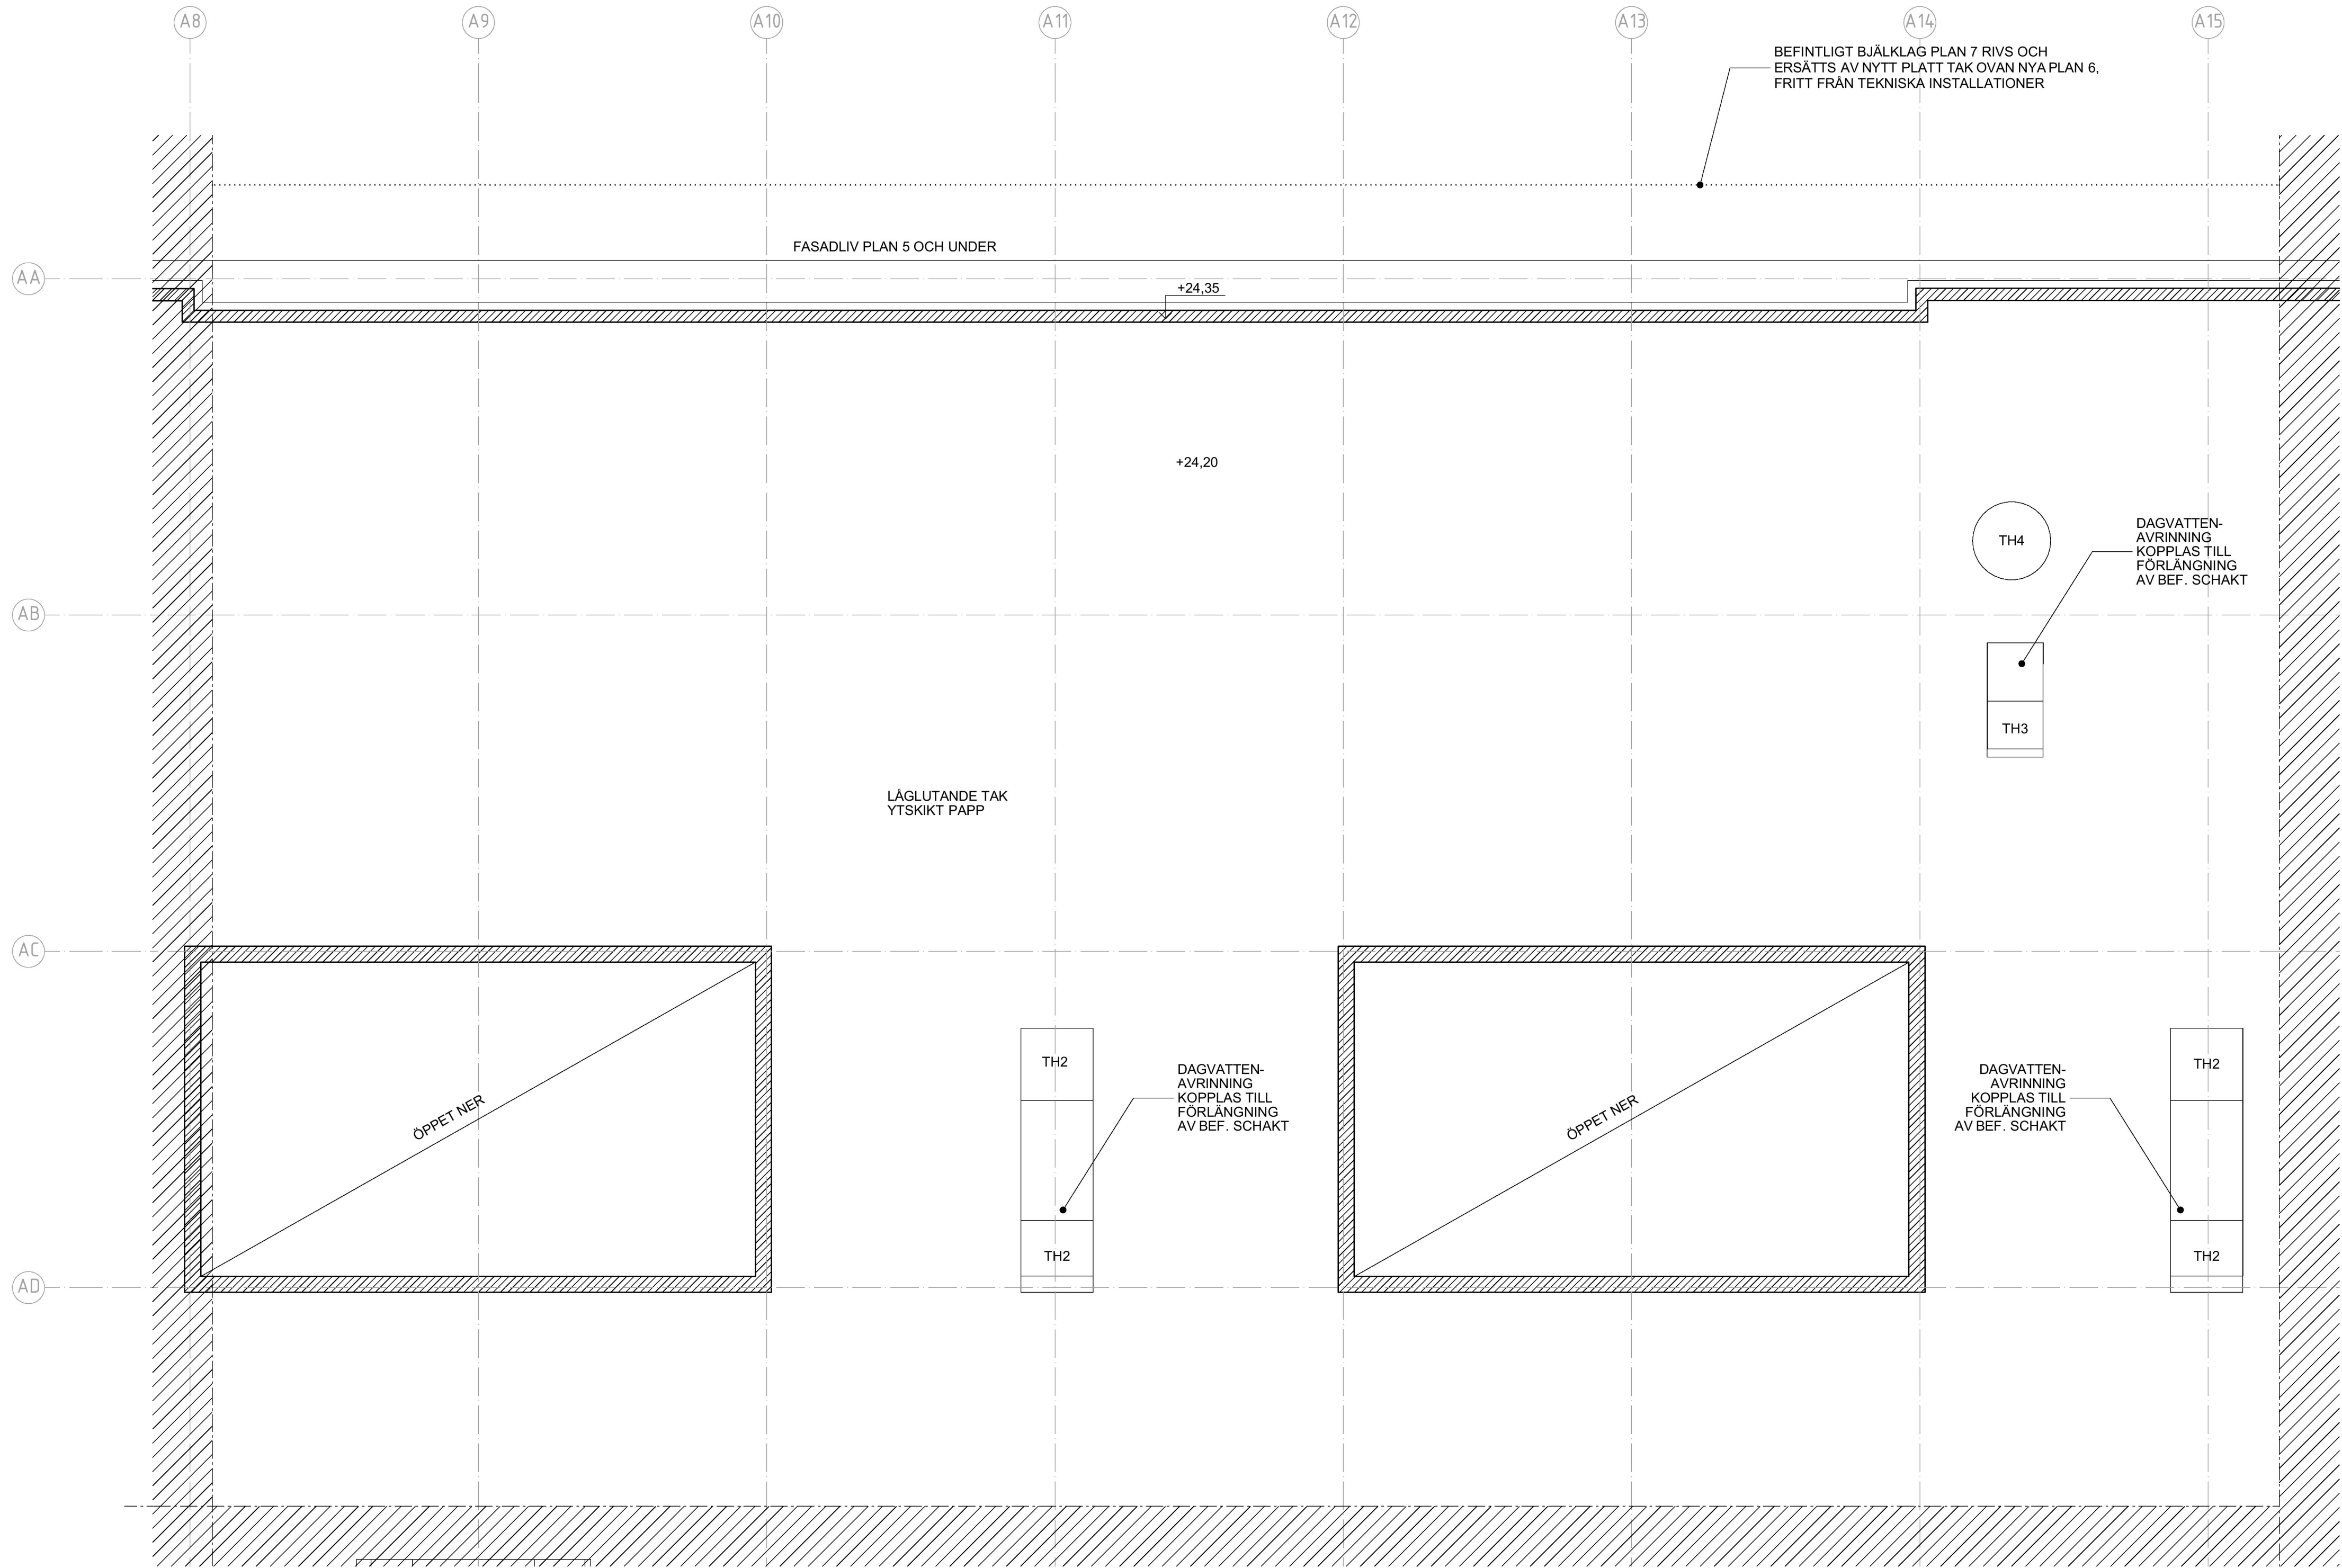 A8
A9
A10
A11
A12
A13
A14
A15
BEFINTLIGT BJÄLKLAG PLAN 7 RIVS OCH
ERSÄTTS AV NYTT PLATT TAK OVAN NYA PLAN 6,
FRITT FRÅN TEKNISKA INSTALLATIONER
FASADLIV PLAN 5 OCH UNDER
AA
+24,35
+24,20
TH4
DAGVATTEN-
AVRINNING
KOPPLAS TILL
FÖRLÄNGNING
AV BEF. SCHAKT
AB
TH3
LÅGLUTANDE TAK
YTSKIKT PAPP
AC
ÖPPET NER
TH2
DAGVATTEN-
AVRINNING
KOPPLAS TILL
FÖRLÄNGNING
AV BEF. SCHAKT
TH2
ÖPPET NER
DAGVATTEN-
AVRINNING
KOPPLAS TILL
FÖRLÄNGNING
AV BEF. SCHAKT
TH2
TH2
AD